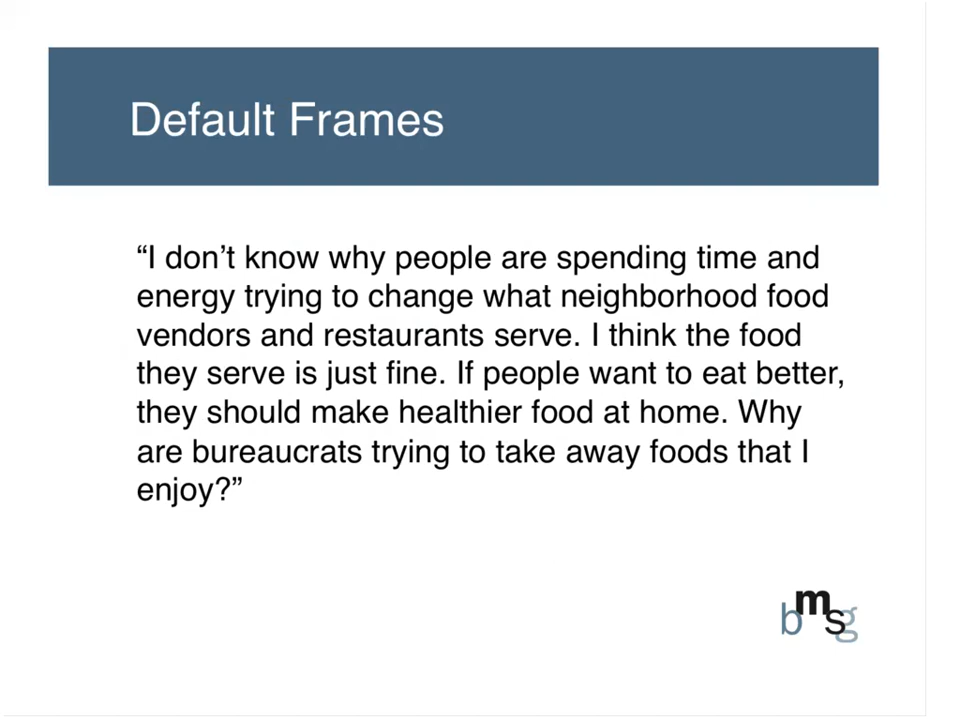 Default Frames
“I don’t know why people are spending time and
energy trying to change what neighborhood food
vendors and restaurants serve. I think the food
they serve is just fine. If people want to eat better,
they should make healthier food at home. Why
are bureaucrats trying to take away foods that I
enjoy?”
bmsg